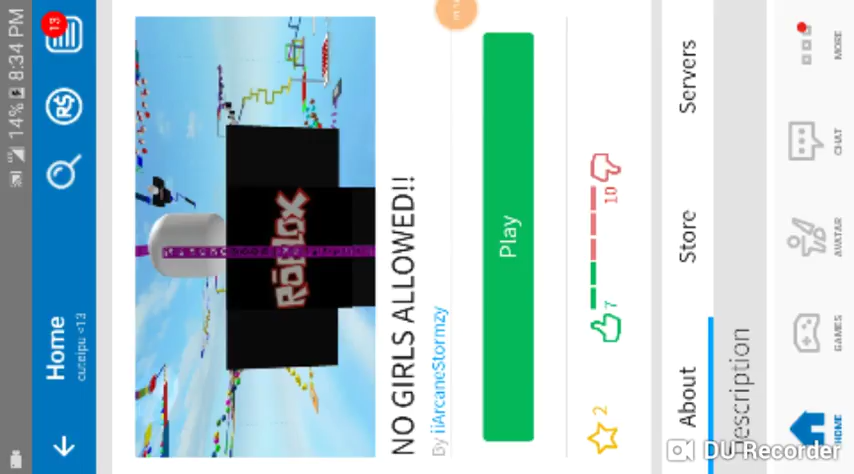 14% 8:34 PM
Home
cuteipu <13
R$
13
ROBLOX
NO GIRLS ALLOWED!!
By iiArcaneStormzy
Play
2
7
10
About
Store
Servers
Description
HOME
GAMES
AVATAR
CHAT
MORE
DU Recorder